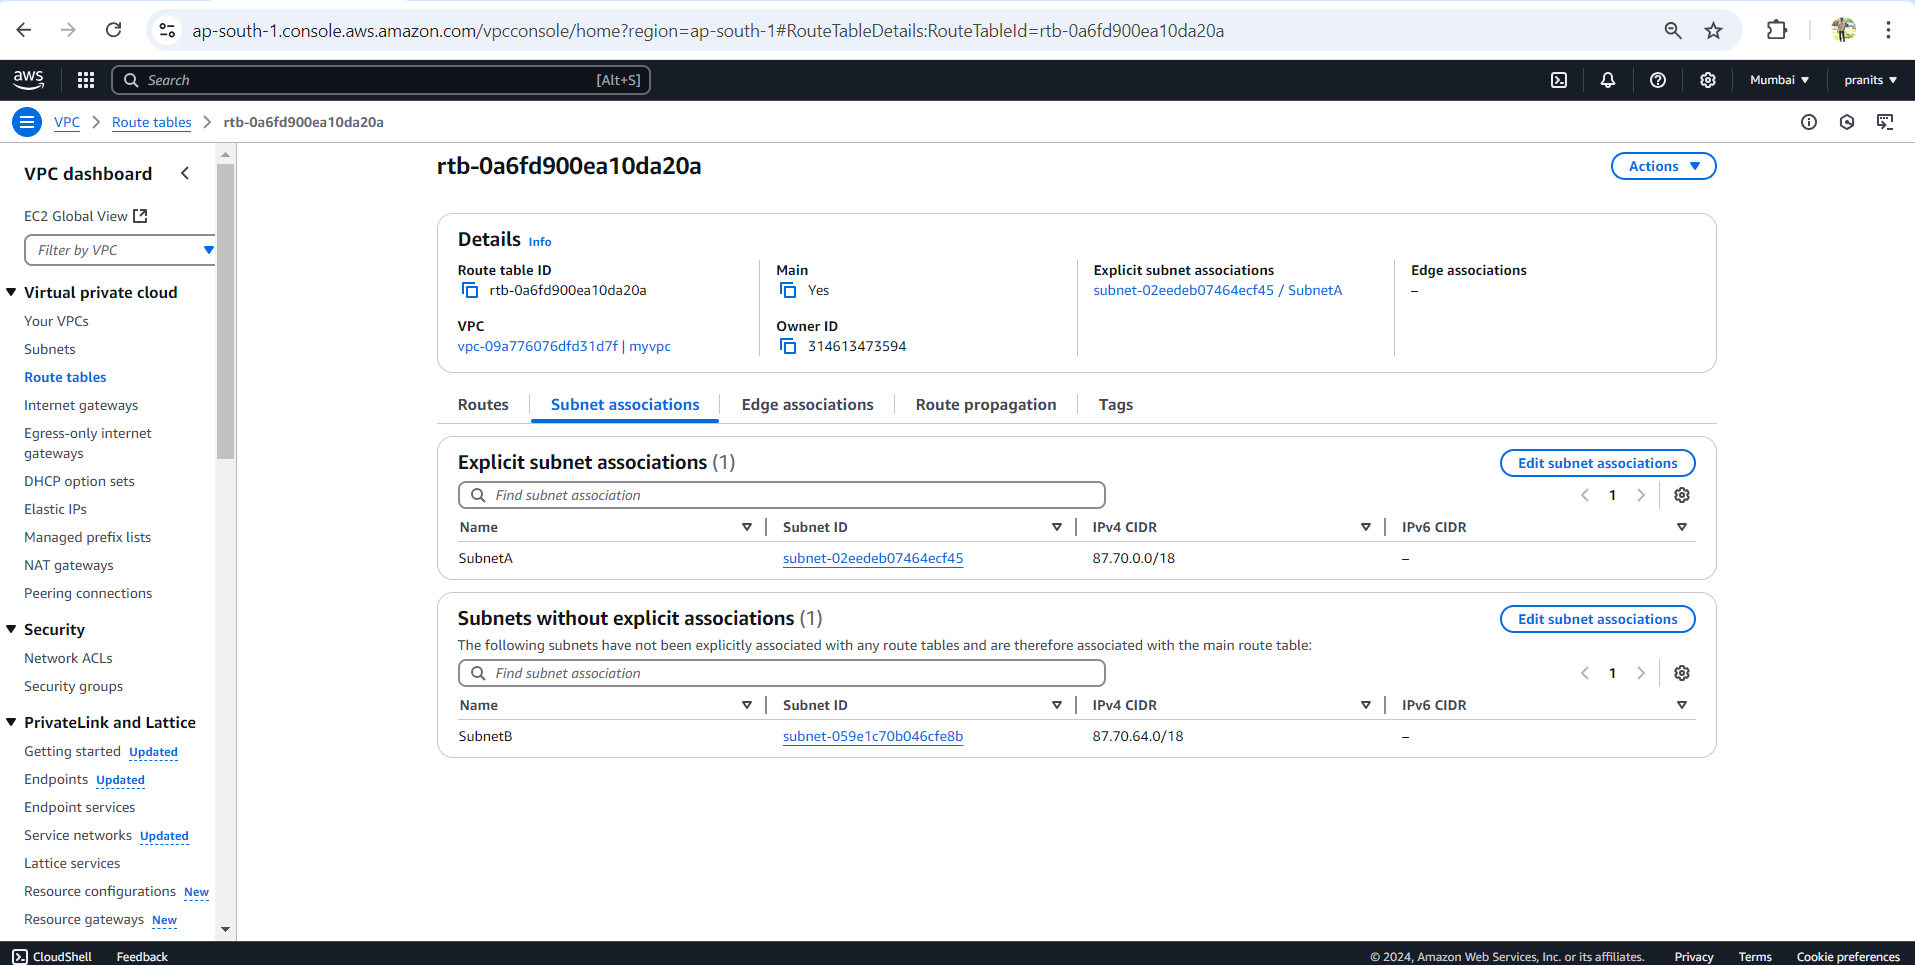 ap-south-1.console.aws.amazon.com/vpcconsole/home?region=ap-south-1#RouteTableDetails:RouteTableId=rtb-0a6fd900ea10da20a
aws Search [Alt+S] Mumbai pranits
VPC Route tables rtb-0a6fd900ea10da20a
VPC dashboard
EC2 Global View
Filter by VPC
Virtual private cloud
Your VPCs
Subnets
Route tables
Internet gateways
Egress-only internet
gateways
DHCP option sets
Elastic IPs
Managed prefix lists
NAT gateways
Peering connections
Security
Network ACLs
Security groups
PrivateLink and Lattice
Getting started Updated
Endpoints Updated
Endpoint services
Service networks Updated
Lattice services
Resource configurations New
Resource gateways New
rtb-0a6fd900ea10da20a
Actions
Details Info
Route table ID
rtb-0a6fd900ea10da20a
Main
Yes
Explicit subnet associations
subnet-02eedeb07464ecf45 / SubnetA
Edge associations
–
VPC
vpc-09a776076dfd31d7f | myvpc
Owner ID
314613473594
Routes Subnet associations Edge associations Route propagation Tags
Explicit subnet associations (1)
Edit subnet associations
Find subnet association
1
Name Subnet ID IPv4 CIDR IPv6 CIDR
SubnetA subnet-02eedeb07464ecf45 87.70.0.0/18 –
Subnets without explicit associations (1)
Edit subnet associations
The following subnets have not been explicitly associated with any route tables and are therefore associated with the main route table:
Find subnet association
1
Name Subnet ID IPv4 CIDR IPv6 CIDR
SubnetB subnet-059e1c70b046cfe8b 87.70.64.0/18 –
CloudShell Feedback © 2024, Amazon Web Services, Inc. or its affiliates. Privacy Terms Cookie preferences